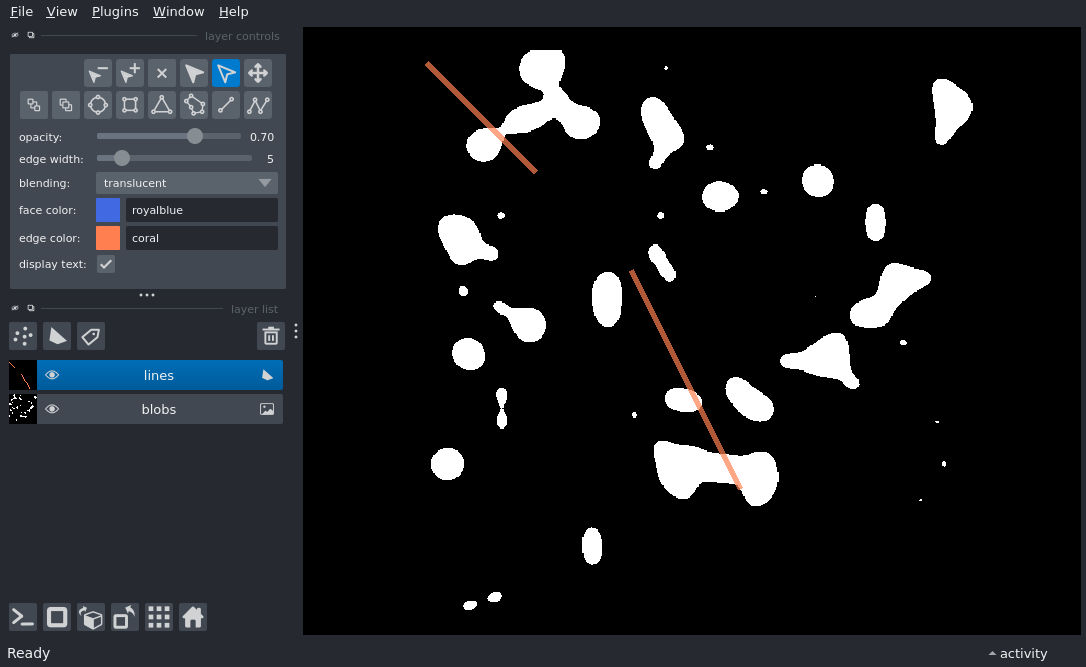 File View Plugins Window Help
layer controls
opacity: 0.70
edge width: 5
blending: translucent
face color: royalblue
edge color: coral
display text:
layer list
lines
blobs
Ready
activity